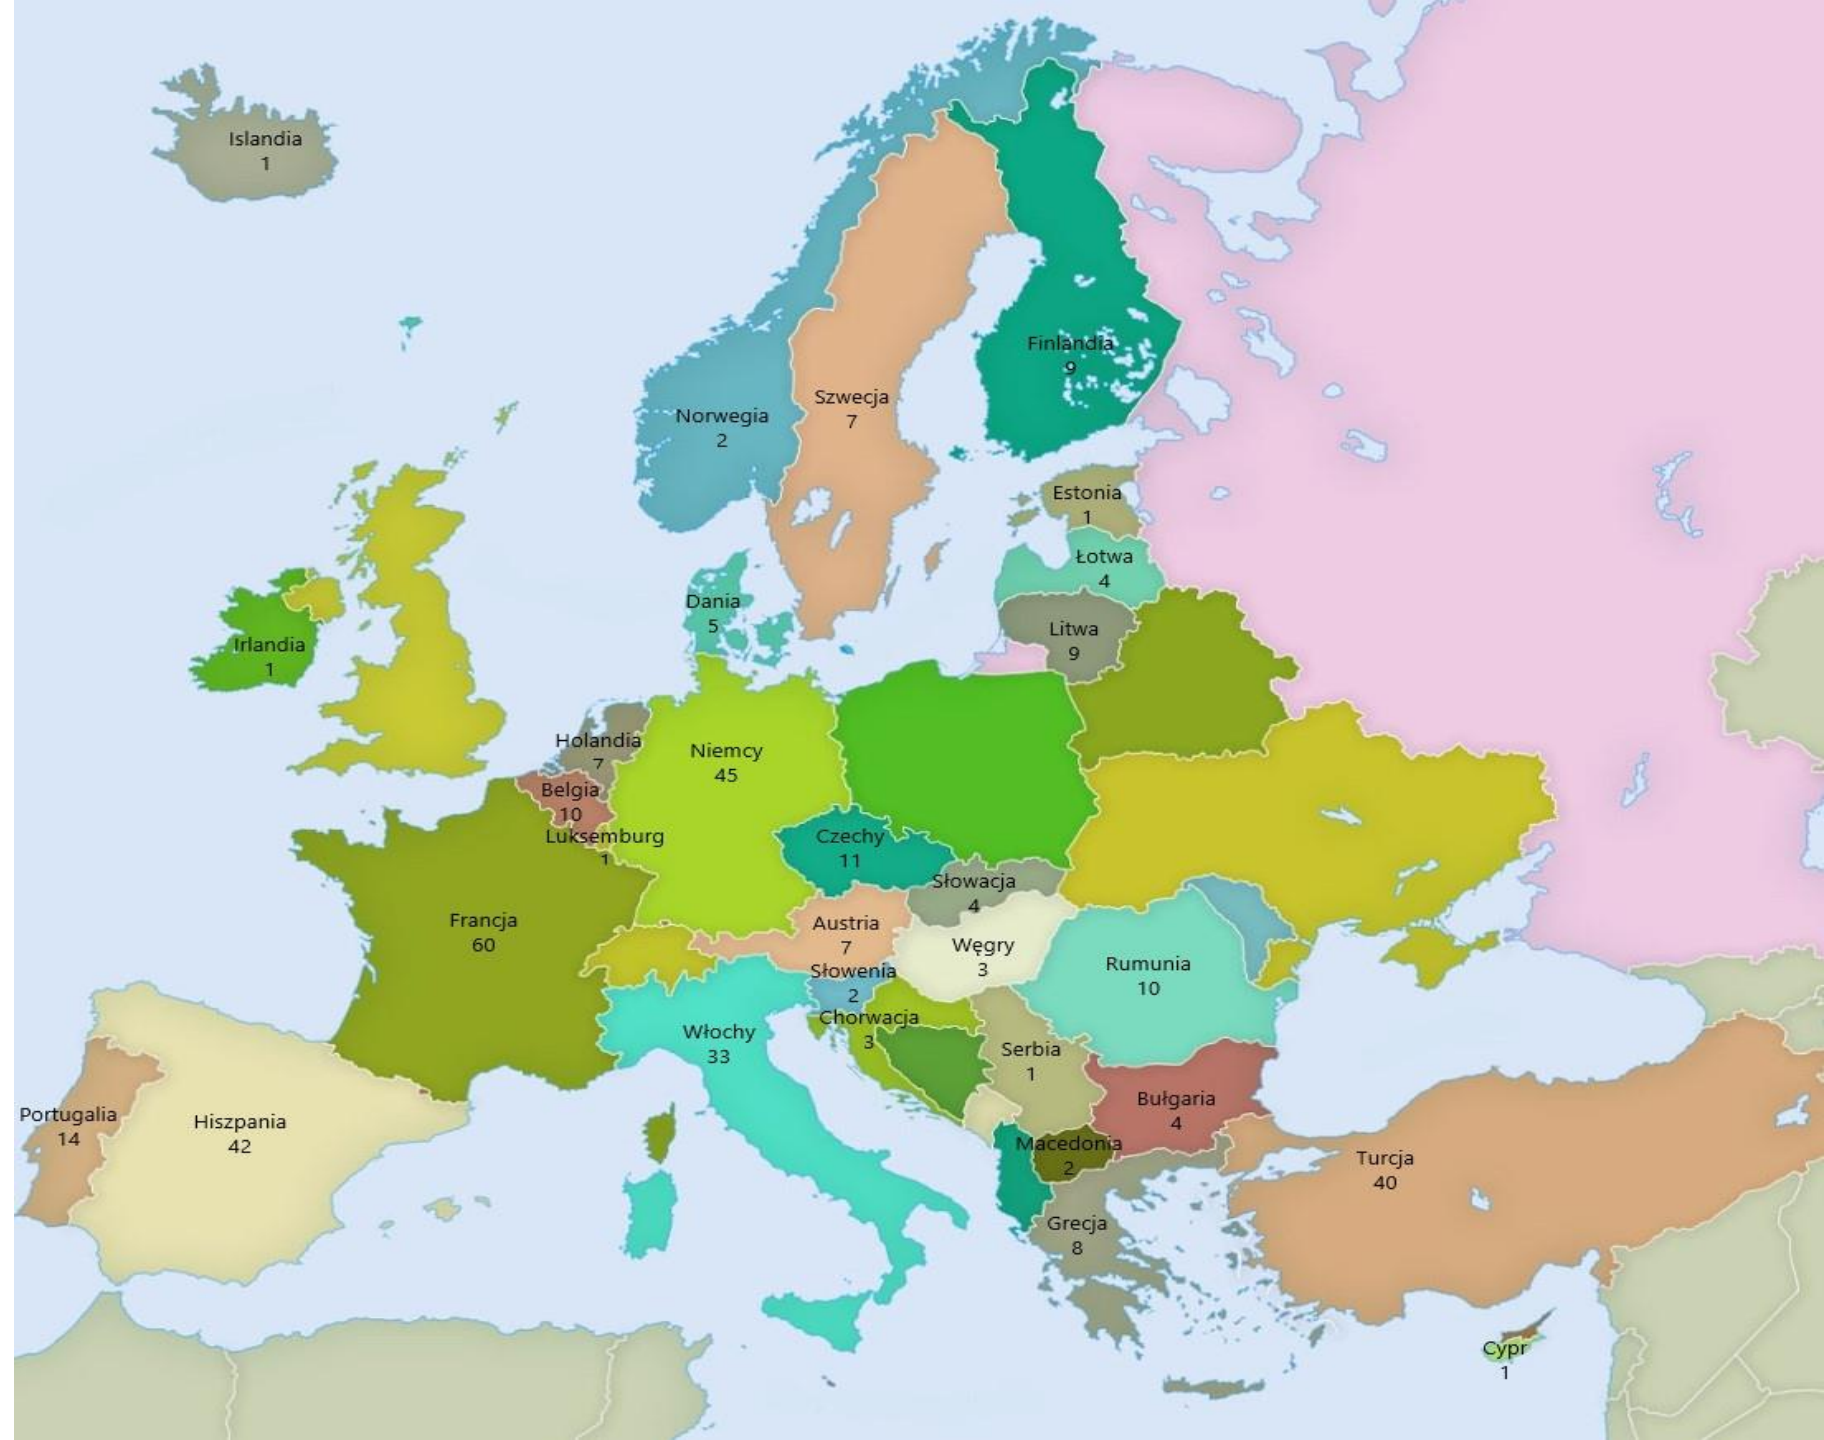 Islandia
1
Finlandia
9
Szwecja
7
Norwegia
2
Estonia
1
Łotwa
4
Dania
5
Litwa
9
Irlandia
1
Holandia
7
Niemcy
45
Belgia
10
Luksemburg
1
Czechy
11
Słowacja
4
Francja
60
Austria
7
Węgry
3
Słowenia
2
Rumunia
10
Chorwacja
3
Włochy
33
Serbia
1
Bułgaria
4
Portugalia
14
Hiszpania
42
Macedonia
2
Turcja
40
Grecja
8
Cypr
1